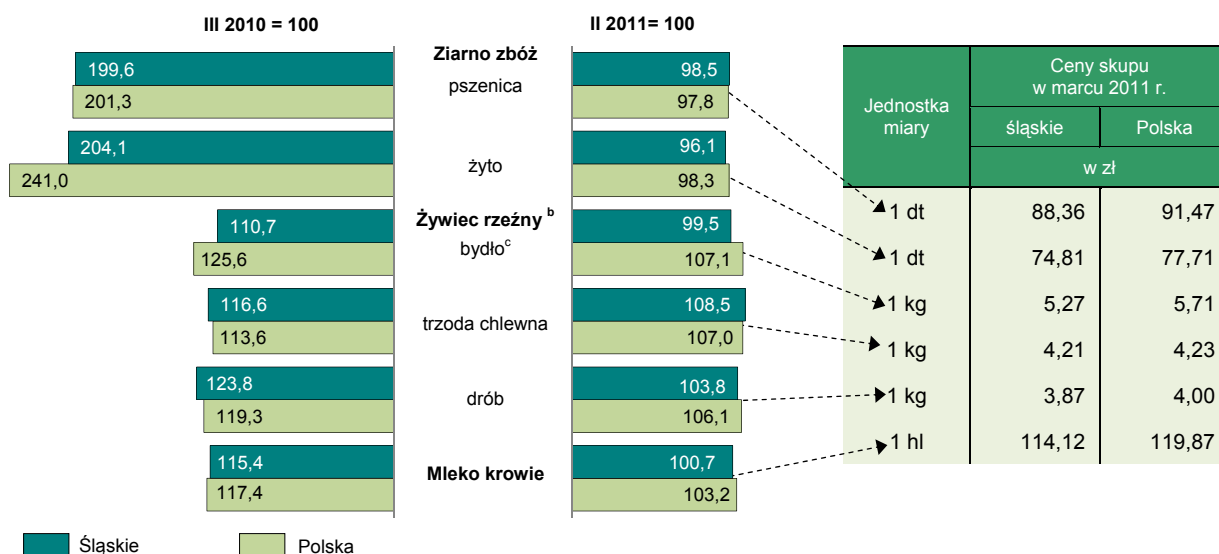 III 2010 = 100
II 2011= 100
Ziarno zbóż
pszenica
199,6
201,3
98,5
97,8
żyto
204,1
241,0
96,1
98,3
Żywiec rzeźny b
bydło c
110,7
125,6
99,5
107,1
trzoda chlewna
116,6
113,6
108,5
107,0
drób
123,8
119,3
103,8
106,1
Mleko krowie
115,4
117,4
100,7
103,2
Śląskie
Polska
Jednostka
miary
Ceny skupu
w marcu 2011 r.
śląskie Polska
w zł
1 dt 88,36 91,47
1 dt 74,81 77,71
1 kg 5,27 5,71
1 kg 4,21 4,23
1 kg 3,87 4,00
1 hl 114,12 119,87